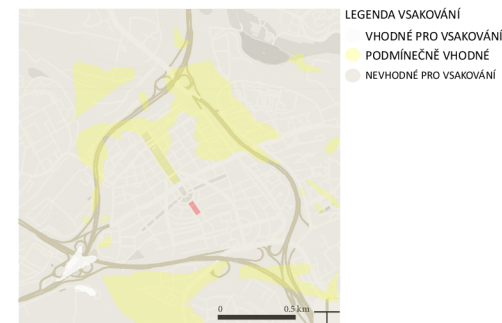 LEGENDA VSAKOVÁNÍ
VHODNÉ PRO VSAKOVÁNÍ
PODMÍNEČNĚ VHODNÉ
NEVHODNÉ PRO VSAKOVÁNÍ
0 0.5 km